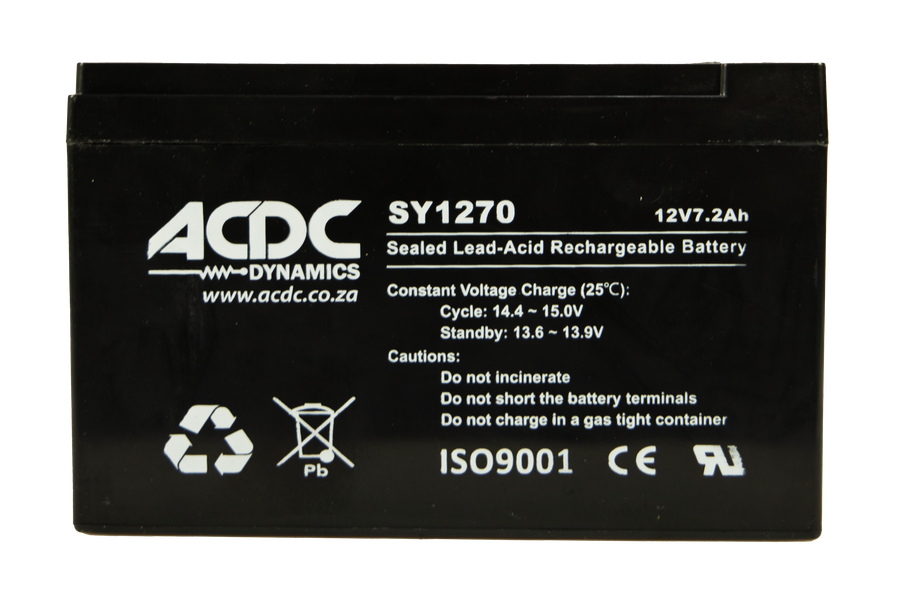 ACDC
DYNAMICS
www.acdc.co.za
SY1270 12V7.2Ah
Sealed Lead-Acid Rechargeable Battery
Constant Voltage Charge (25℃):
Cycle: 14.4 ~ 15.0V
Standby: 13.6 ~ 13.9V
Cautions:
Do not incinerate
Do not short the battery terminals
Do not charge in a gas tight container
Pb
ISO9001 CE RU